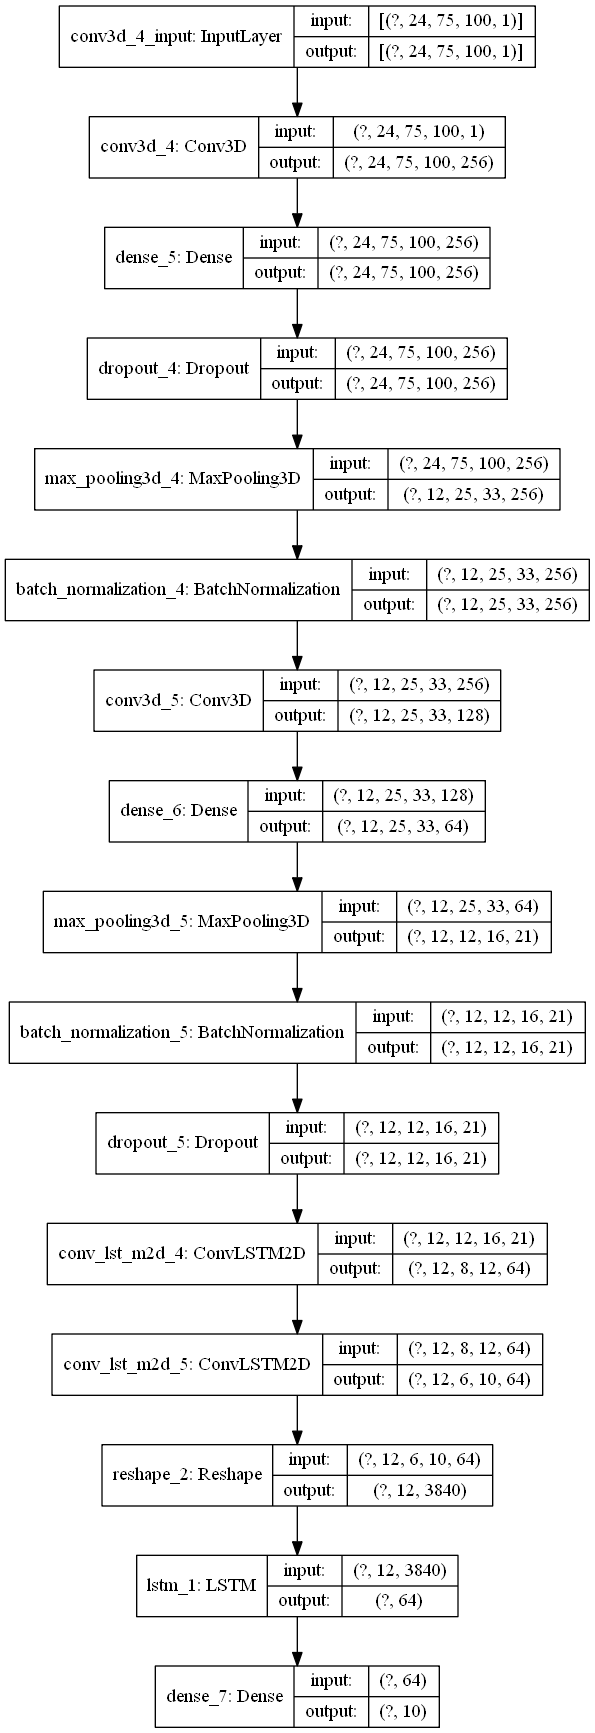 conv3d_4_input: InputLayer
input: [(?, 24, 75, 100, 1)]
output: [(?, 24, 75, 100, 1)]
conv3d_4: Conv3D
input: (?, 24, 75, 100, 1)
output: (?, 24, 75, 100, 256)
dense_5: Dense
input: (?, 24, 75, 100, 256)
output: (?, 24, 75, 100, 256)
dropout_4: Dropout
input: (?, 24, 75, 100, 256)
output: (?, 24, 75, 100, 256)
max_pooling3d_4: MaxPooling3D
input: (?, 24, 75, 100, 256)
output: (?, 12, 25, 33, 256)
batch_normalization_4: BatchNormalization
input: (?, 12, 25, 33, 256)
output: (?, 12, 25, 33, 256)
conv3d_5: Conv3D
input: (?, 12, 25, 33, 256)
output: (?, 12, 25, 33, 128)
dense_6: Dense
input: (?, 12, 25, 33, 128)
output: (?, 12, 25, 33, 64)
max_pooling3d_5: MaxPooling3D
input: (?, 12, 25, 33, 64)
output: (?, 12, 12, 16, 21)
batch_normalization_5: BatchNormalization
input: (?, 12, 12, 16, 21)
output: (?, 12, 12, 16, 21)
dropout_5: Dropout
input: (?, 12, 12, 16, 21)
output: (?, 12, 12, 16, 21)
conv_lst_m2d_4: ConvLSTM2D
input: (?, 12, 12, 16, 21)
output: (?, 12, 8, 12, 64)
conv_lst_m2d_5: ConvLSTM2D
input: (?, 12, 8, 12, 64)
output: (?, 12, 6, 10, 64)
reshape_2: Reshape
input: (?, 12, 6, 10, 64)
output: (?, 12, 3840)
lstm_1: LSTM
input: (?, 12, 3840)
output: (?, 64)
dense_7: Dense
input: (?, 64)
output: (?, 10)